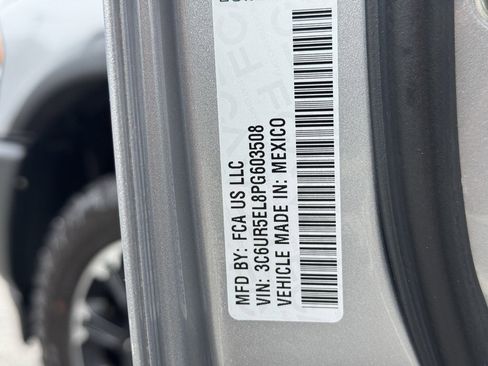 MFD BY: FCA US LLC
VIN: 3C6UR5EL8PG603508
VEHICLE MADE IN: MEXICO